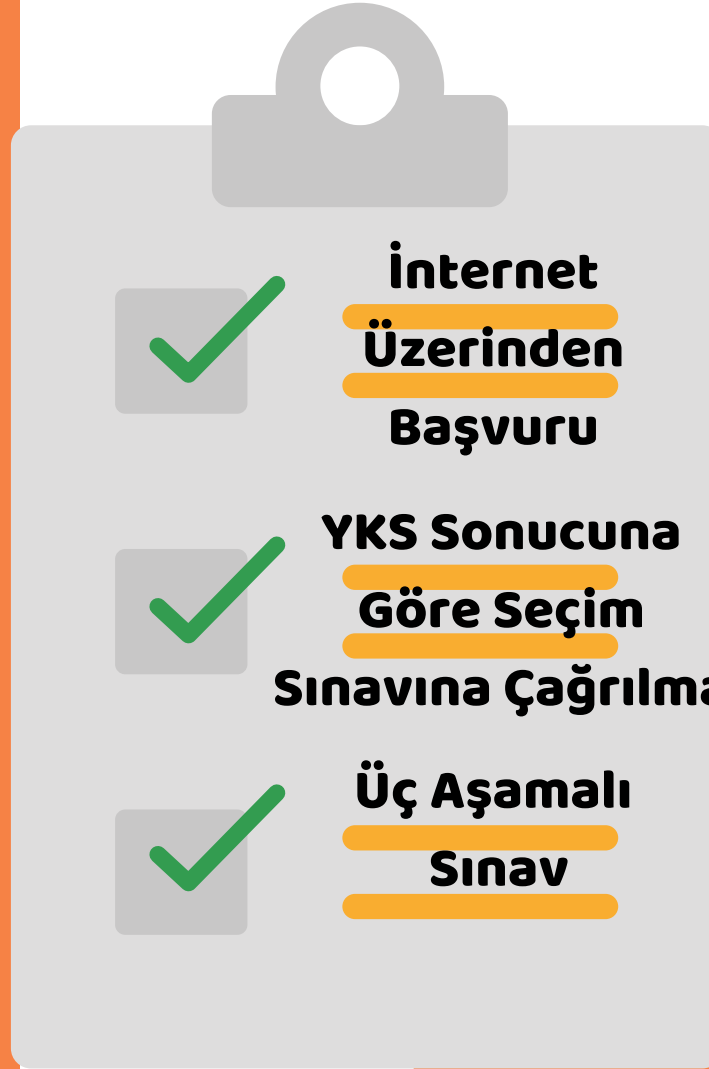 İnternet
Üzerinden
Başvuru
YKS Sonucuna
Göre Seçim
Sınavına Çağrılma
Üç Aşamalı
Sınav